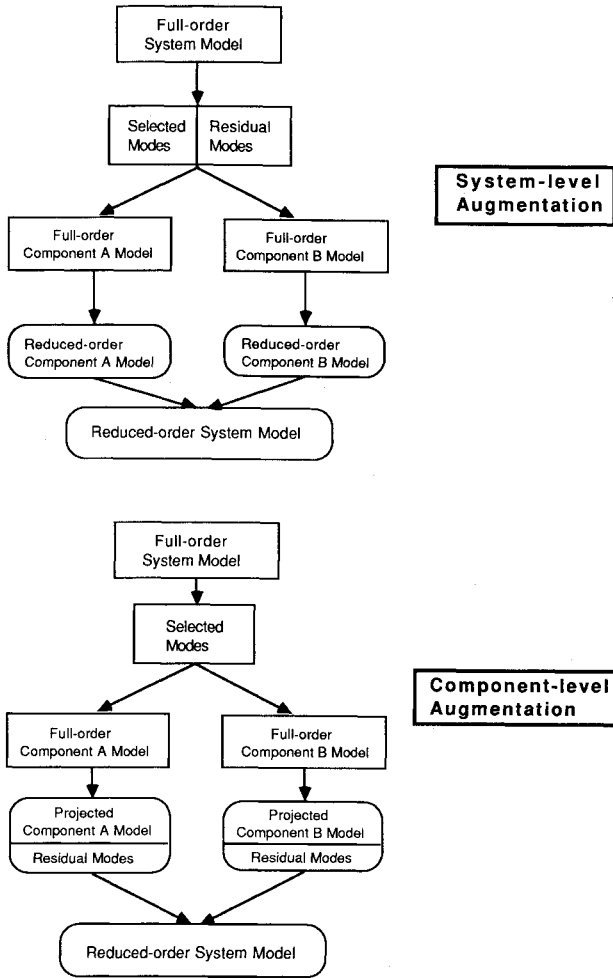 Full-order
System Model
Selected
Modes
Residual
Modes
System-level
Augmentation
Full-order
Component A Model
Full-order
Component B Model
Reduced-order
Component A Model
Reduced-order
Component B Model
Reduced-order System Model
Full-order
System Model
Selected
Modes
Component-level
Augmentation
Full-order
Component A Model
Full-order
Component B Model
Projected
Component A Model
Residual Modes
Projected
Component B Model
Residual Modes
Reduced-order System Model